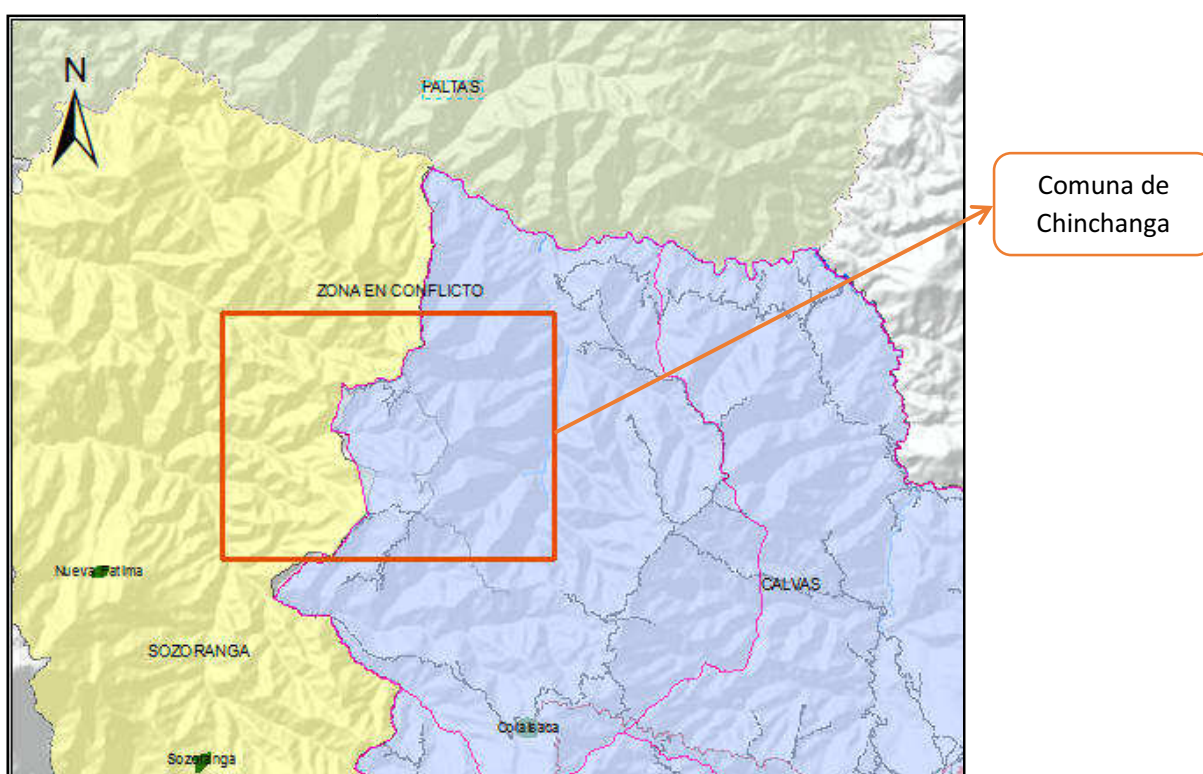 N
PALTAS
Comuna de
Chinchanga
ZONA EN CONFLICTO
Nueva Fatima
CALVAS
SOZORANGA
Sozoranga